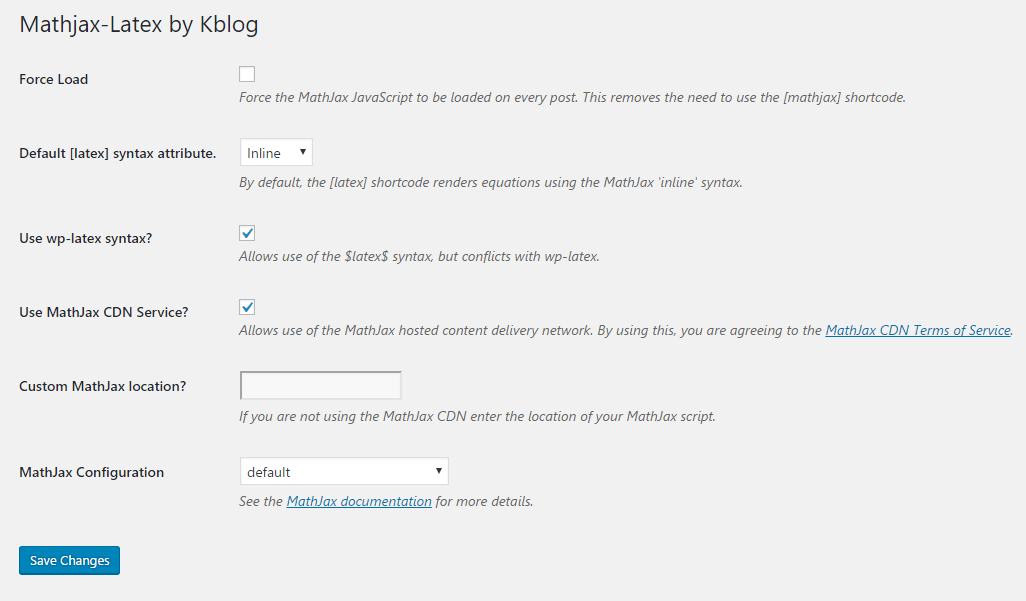 Mathjax-Latex by Kblog
Force Load
Force the MathJax JavaScript to be loaded on every post. This removes the need to use the [mathjax] shortcode.
Default [latex] syntax attribute.
Inline
By default, the [latex] shortcode renders equations using the MathJax 'inline' syntax.
Use wp-latex syntax?
Allows use of the $latex$ syntax, but conflicts with wp-latex.
Use MathJax CDN Service?
Allows use of the MathJax hosted content delivery network. By using this, you are agreeing to the MathJax CDN Terms of Service.
Custom MathJax location?
If you are not using the MathJax CDN enter the location of your MathJax script.
MathJax Configuration
default
See the MathJax documentation for more details.
Save Changes